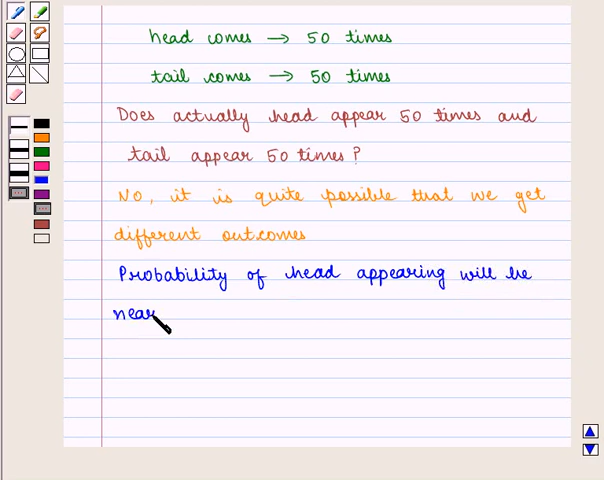 head comes → 50 times
tail comes → 50 times
Does actually head appear 50 times and
tail appear 50 times?
No, it is quite possible that we get
different outcomes
Probability of head appearing will be
near